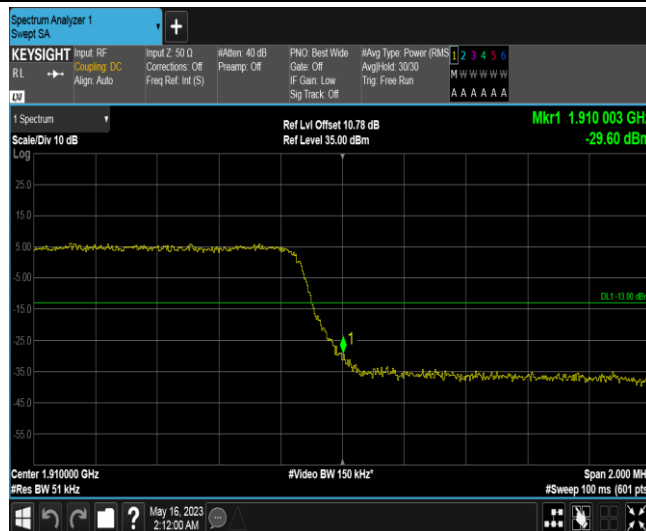 Spectrum Analyzer 1
Swept SA
+
KEYSIGHT
RL
Input: RF
Coupling: DC
Align: Auto
Input Z: 50 Ω
Corrections: Off
Freq Ref: Int (S)
#Atten: 40 dB
Preamp: Off
PNO: Best Wide
Gate: Off
IF Gain: Low
Sig Track: Off
#Avg Type: Power (RMS
Avg|Hold: 30/30
Trig: Free Run
1 2 3 4 5 6
M W W W W W
A A A A A A
1 Spectrum
Scale/Div 10 dB
Ref Lvl Offset 10.78 dB
Ref Level 35.00 dBm
Mkr1 1.910 003 GHz
-29.60 dBm
Log
25.0
15.0
5.00
-5.00
-15.0
-25.0
-35.0
-45.0
-55.0
DL1 -13.00 dBm
1
Center 1.910000 GHz
#Res BW 51 kHz
#Video BW 150 kHz*
Span 2.000 MH
#Sweep 100 ms (601 pts
?
May 16, 2023
2:12:00 AM